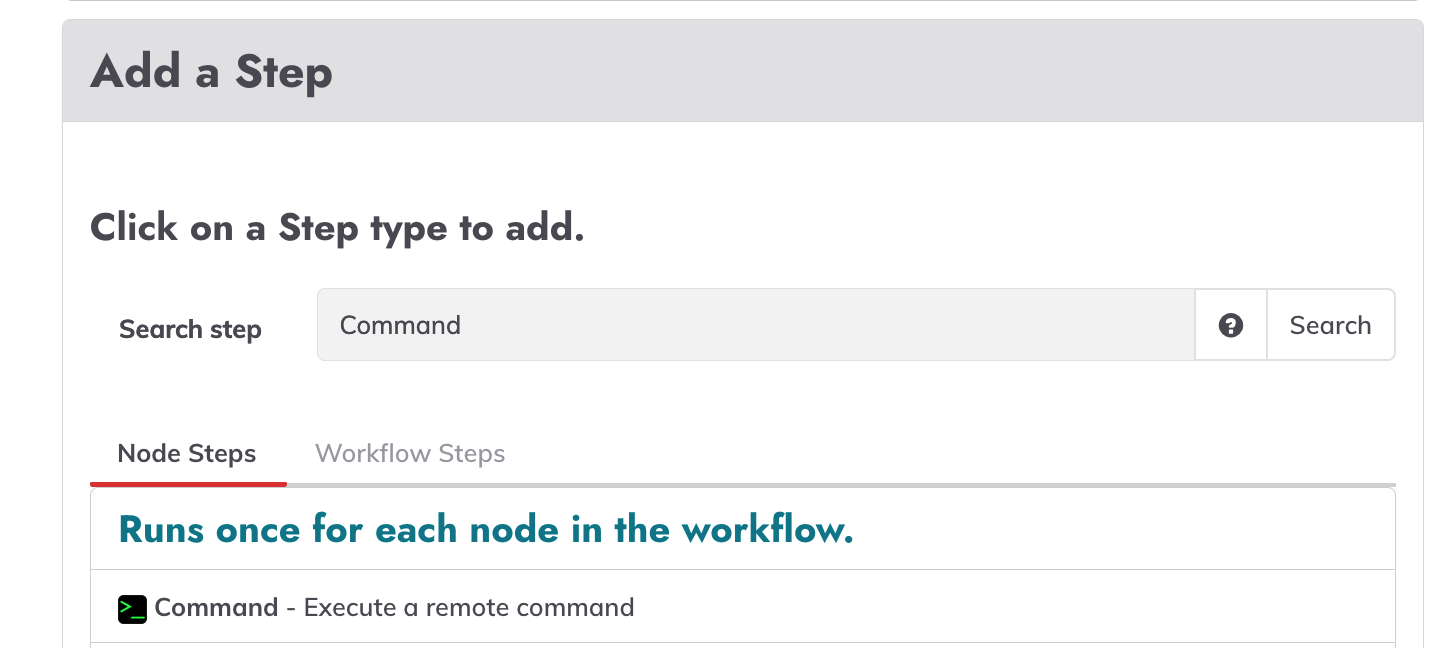 Add a Step
Click on a Step type to add.
Search step
Command
Search
Node Steps
Workflow Steps
Runs once for each node in the workflow.
Command - Execute a remote command